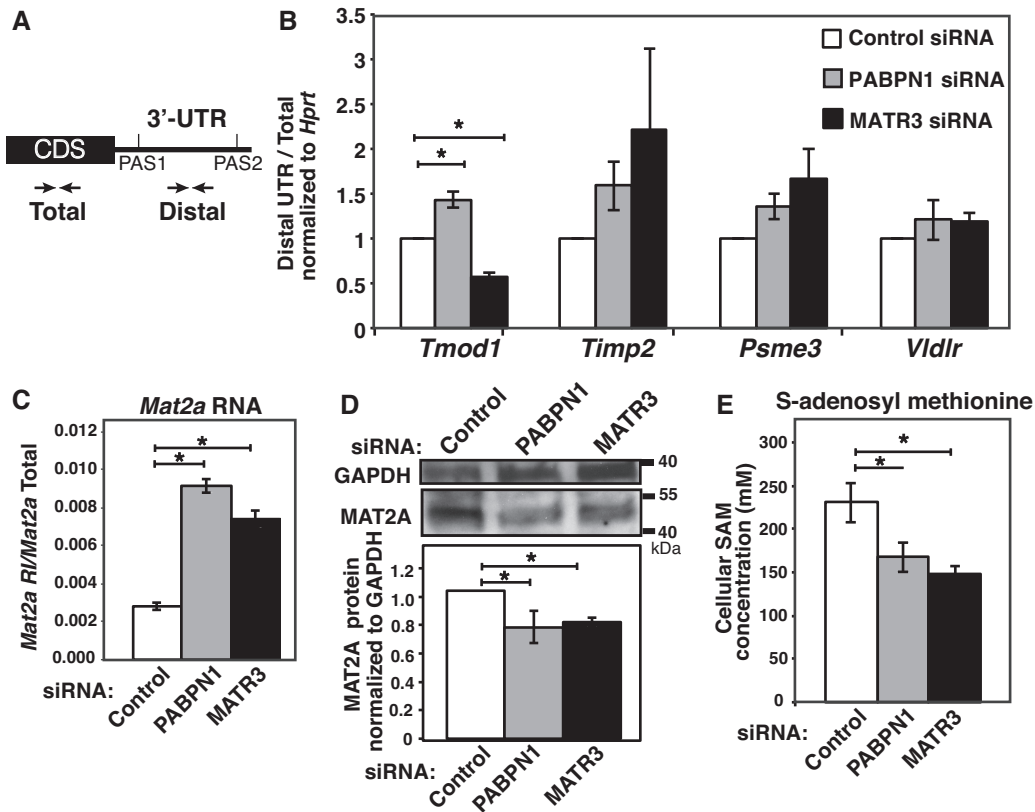 A
3'-UTR
CDS
PAS1
PAS2
Total
Distal
B
Distal UTR / Total
normalized to Hprt
3.5
3
2.5
2
1.5
1
0.5
0
Control siRNA
PABPN1 siRNA
MATR3 siRNA
*
*
Tmod1
Timp2
Psme3
Vldlr
C
Mat2a RNA
Mat2a RI/Mat2a Total
0.012
0.010
0.008
0.006
0.004
0.002
0.000
*
*
siRNA:
Control
PABPN1
MATR3
D
siRNA:
Control
PABPN1
MATR3
GAPDH
40
MAT2A
55
40
kDa
MAT2A protein
normalized to GAPDH
1.2
1.0
0.8
0.6
0.4
0.2
0
*
*
siRNA:
Control
PABPN1
MATR3
E
S-adenosyl methionine
Cellular SAM
concentration (mM)
300
250
200
150
100
50
0
*
*
siRNA:
Control
PABPN1
MATR3